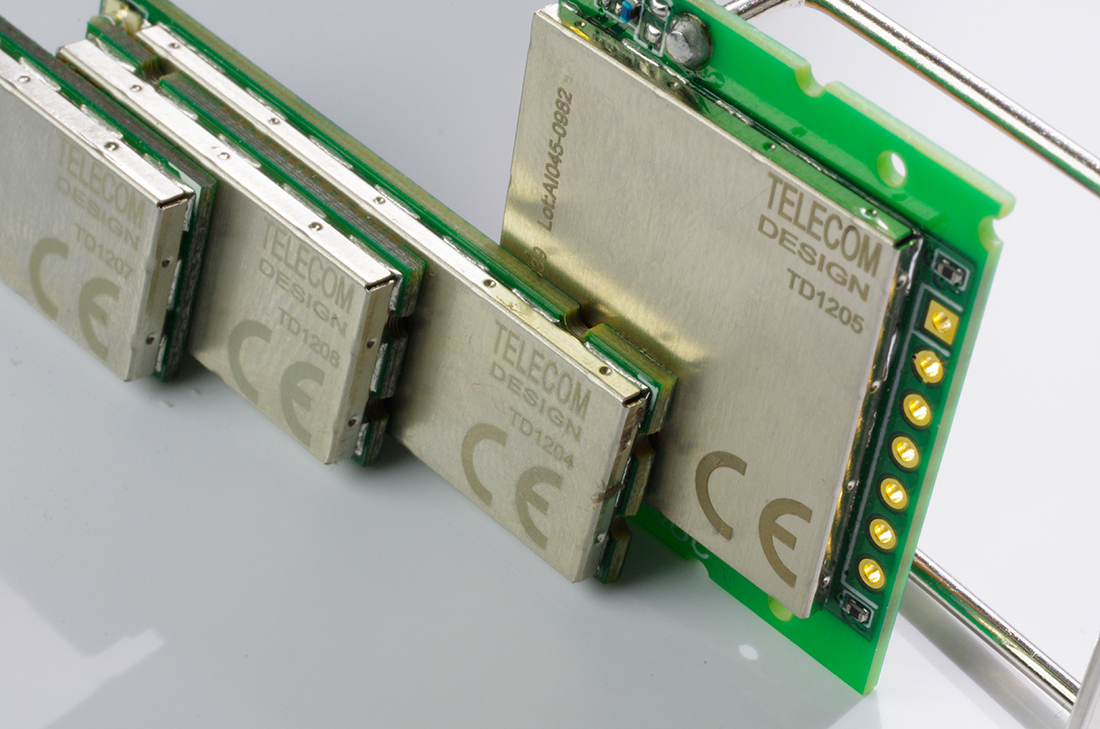 TELECOM
DESIGN
TD1207
CE
TELECOM
DESIGN
TD1208
CE
TELECOM
DESIGN
TD1204
CE
Lot:AI045-0982
TELECOM
DESIGN
TD1205
CE